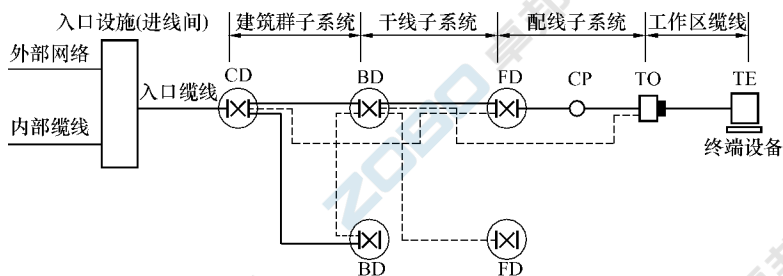 入口设施(进线间)
建筑群子系统
干线子系统
配线子系统
工作区缆线
外部网络
CD
BD
FD
CP
TO
TE
入口缆线
内部缆线
终端设备
BD
FD
ZOBO